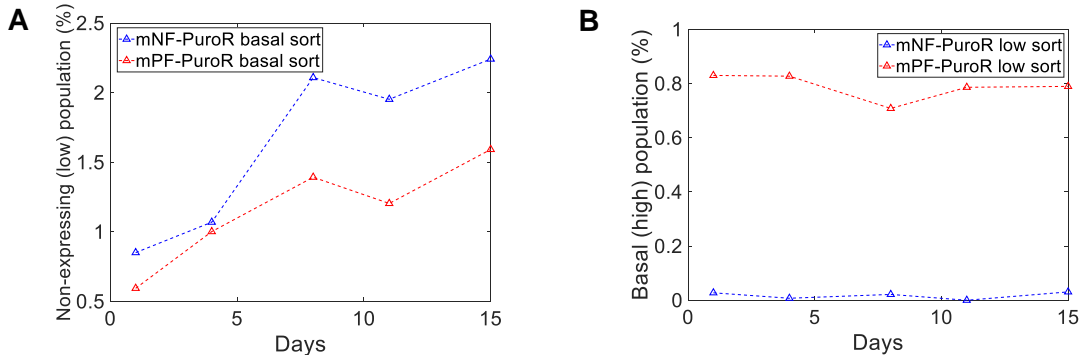 A
Non-expressing (low) population (%)
2.5
2
1.5
1
0.5
mNF-PuroR basal sort
mPF-PuroR basal sort
0
5
10
15
Days
B
Basal (high) population (%)
1
0.8
0.6
0.4
0.2
0
mNF-PuroR low sort
mPF-PuroR low sort
0
5
10
15
Days